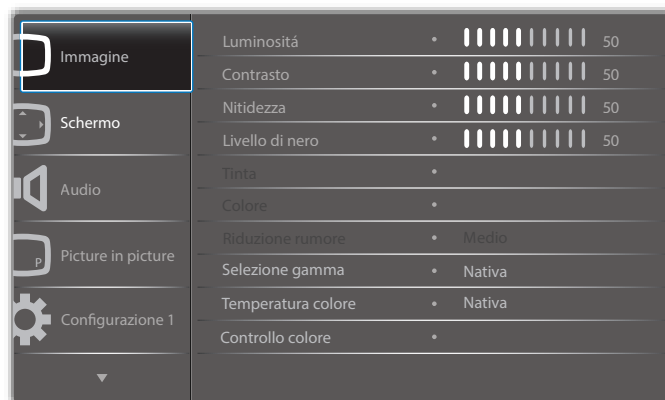 Immagine
Schermo
Audio
P
Picture in picture
Configurazione 1
Luminositá • 50
Contrasto • 50
Nitidezza • 50
Livello di nero • 50
Tinta •
Colore •
Riduzione rumore • Medio
Selezione gamma • Nativa
Temperatura colore • Nativa
Controllo colore •